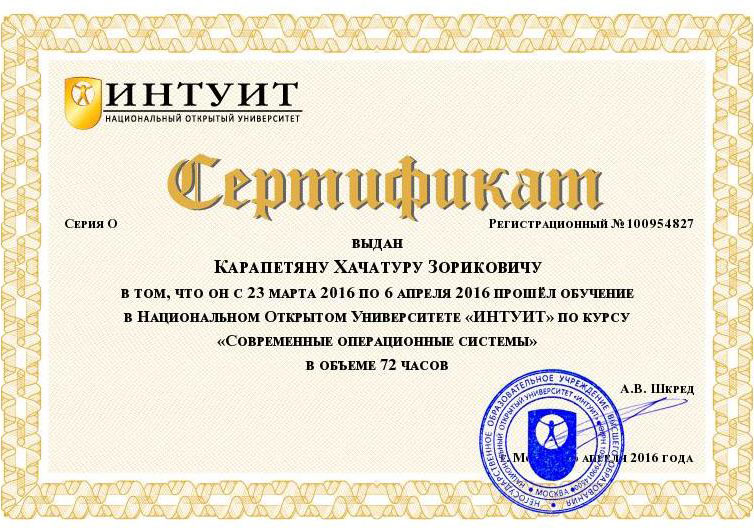 ИНТУИТ
НАЦИОНАЛЬНЫЙ ОТКРЫТЫЙ УНИВЕРСИТЕТ
Сертификат
Серия О
Регистрационный №100954827
выдан
Карапетяну Хачатуру Зориковичу
в том, что он с 23 марта 2016 по 6 апреля 2016 прошёл обучение
в Национальном Открытом Университете «ИНТУИТ» по курсу
«Современные операционные системы»
в объеме 72 часов
А.В. Шкред
НЕГОСУДАРСТВЕННОЕ ОБРАЗОВАТЕЛЬНОЕ УЧРЕЖДЕНИЕ ВЫСШЕГО ОБРАЗОВАНИЯ
НАЦИОНАЛЬНЫЙ ОТКРЫТЫЙ УНИВЕРСИТЕТ «ИНТУИТ»
МОСКВА
апреля 2016 года